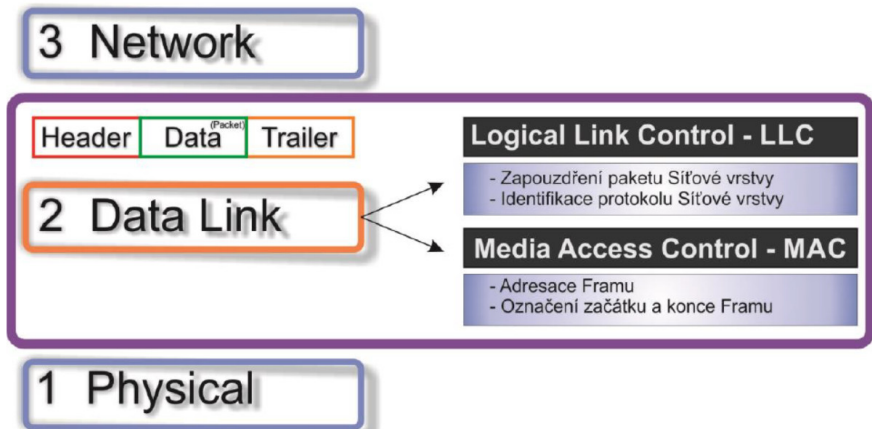 3 Network
Header Data (Packet) Trailer
2 Data Link
Logical Link Control - LLC
- Zapouzdření paketu Síťové vrstvy
- Identifikace protokolu Síťové vrstvy
Media Access Control - MAC
- Adresace Framu
- Označení začátku a konce Framu
1 Physical